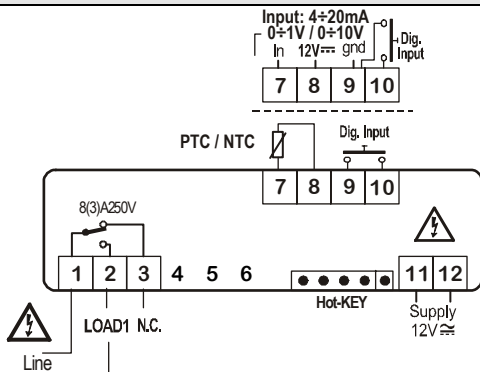 Input: 4÷20mA
0÷1V / 0÷10V
In 12V⎓ gnd
Dig.
Input
7 8 9 10
PTC / NTC
Dig. Input
7 8 9 10
8(3)A250V
1 2 3 4 5 6
11 12
Hot-KEY
LOAD1 N.C.
Supply
12V≂
Line